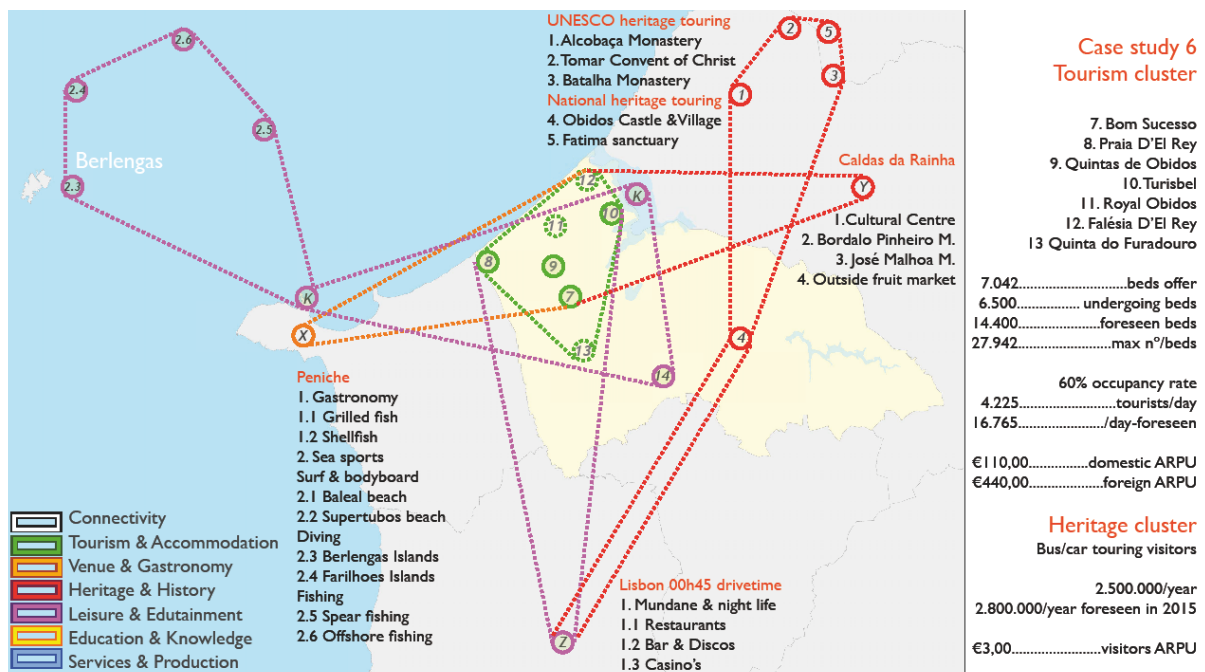 UNESCO heritage touring
1. Alcobaça Monastery
2. Tomar Convent of Christ
3. Batalha Monastery
National heritage touring
4. Obidos Castle &Village
5. Fatima sanctuary
Caldas da Rainha
1. Cultural Centre
2. Bordalo Pinheiro M.
3. José Malhoa M.
4. Outside fruit market
Berlengas
2.6
2.4
2.5
2.3
K
X
12
K
10
11
8
9
7
13
14
2
5
3
1
Y
4
Z
Peniche
1. Gastronomy
1.1 Grilled fish
1.2 Shellfish
2. Sea sports
Surf & bodyboard
2.1 Baleal beach
2.2 Supertubos beach
Diving
2.3 Berlengas Islands
2.4 Farilhoes Islands
Fishing
2.5 Spear fishing
2.6 Offshore fishing
Lisbon 00h45 drivetime
1. Mundane & night life
1.1 Restaurants
1.2 Bar & Discos
1.3 Casino's
Connectivity
Tourism & Accommodation
Venue & Gastronomy
Heritage & History
Leisure & Edutainment
Education & Knowledge
Services & Production
Case study 6
Tourism cluster
7. Bom Sucesso
8. Praia D'El Rey
9. Quintas de Obidos
10. Turisbel
11. Royal Obidos
12. Falésia D'El Rey
13 Quinta do Furadouro
7.042...........................beds offer
6.500............... undergoing beds
14.400.....................foreseen beds
27.942........................max nº/beds
60% occupancy rate
4.225........................tourists/day
16.765...................../day-foreseen
€110,00...............domestic ARPU
€440,00...................foreign ARPU
Heritage cluster
Bus/car touring visitors
2.500.000/year
2.800.000/year foreseen in 2015
€3,00.....................visitors ARPU